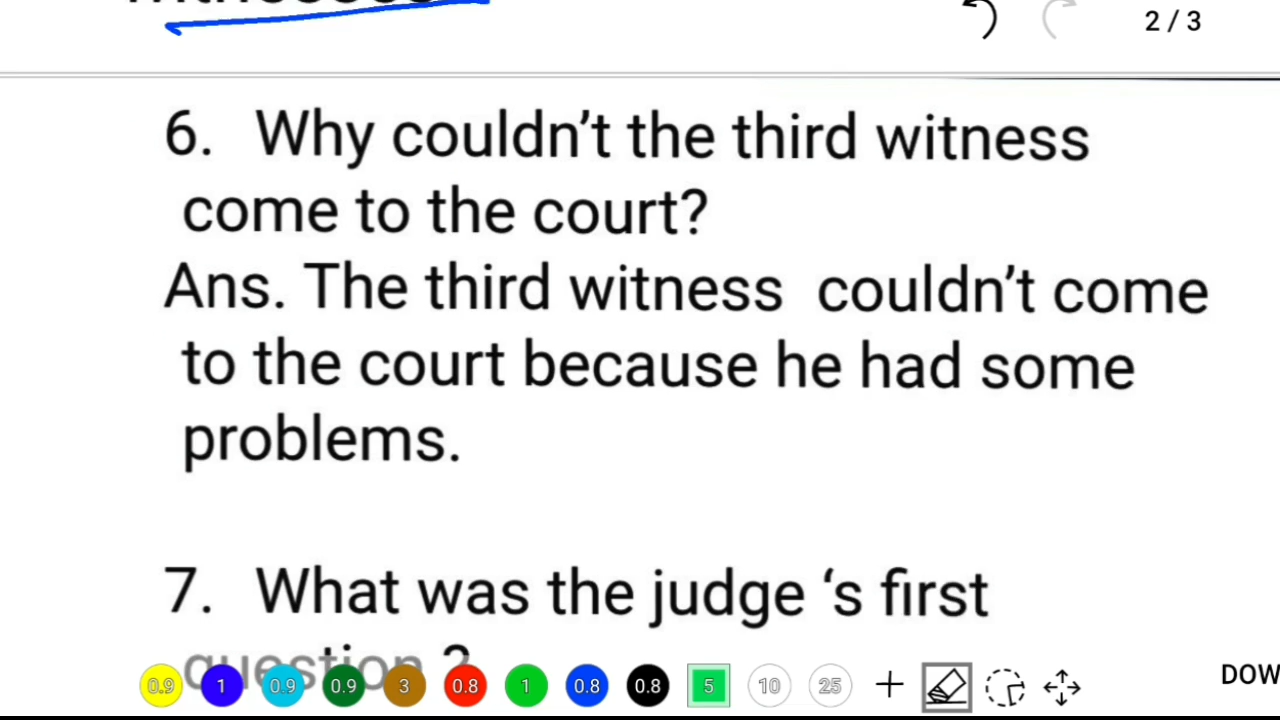 2 / 3
6. Why couldn't the third witness
come to the court?
Ans. The third witness couldn't come
to the court because he had some
problems.
7. What was the judge ‘s first
question ?
0.9 1 0.9 0.9 3 0.8 1 0.8 0.8 5 10 25
DOW